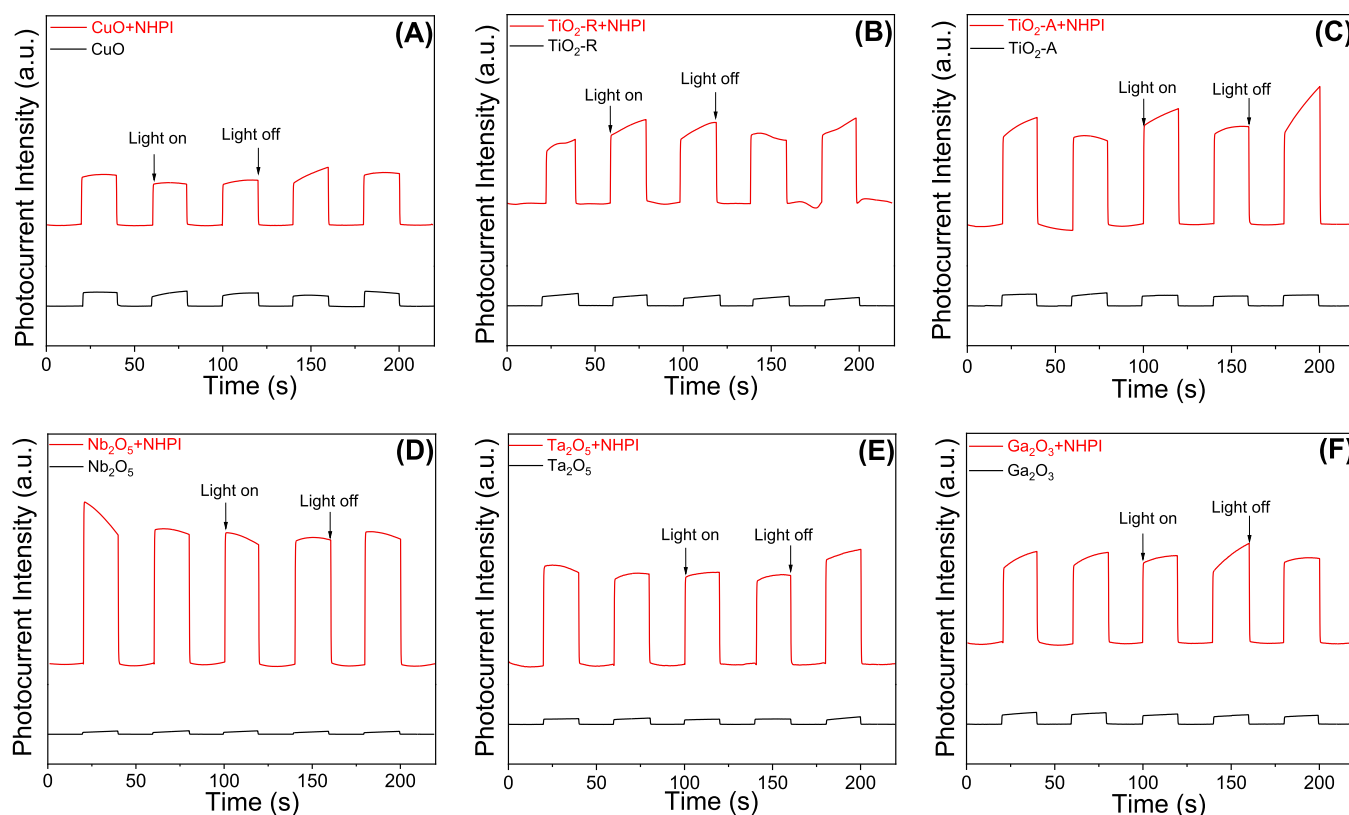 CuO+NHPI
CuO
(A)
Light on
Light off
Photocurrent Intensity (a.u.)
0 50 100 150 200
Time (s)
TiO₂-R+NHPI
TiO₂-R
(B)
Light on
Light off
Photocurrent Intensity (a.u.)
0 50 100 150 200
Time (s)
TiO₂-A+NHPI
TiO₂-A
(C)
Light on
Light off
Photocurrent Intensity (a.u.)
0 50 100 150 200
Time (s)
Nb₂O₅+NHPI
Nb₂O₅
(D)
Light on
Light off
Photocurrent Intensity (a.u.)
0 50 100 150 200
Time (s)
Ta₂O₅+NHPI
Ta₂O₅
(E)
Light on
Light off
Photocurrent Intensity (a.u.)
0 50 100 150 200
Time (s)
Ga₂O₃+NHPI
Ga₂O₃
(F)
Light on
Light off
Photocurrent Intensity (a.u.)
0 50 100 150 200
Time (s)